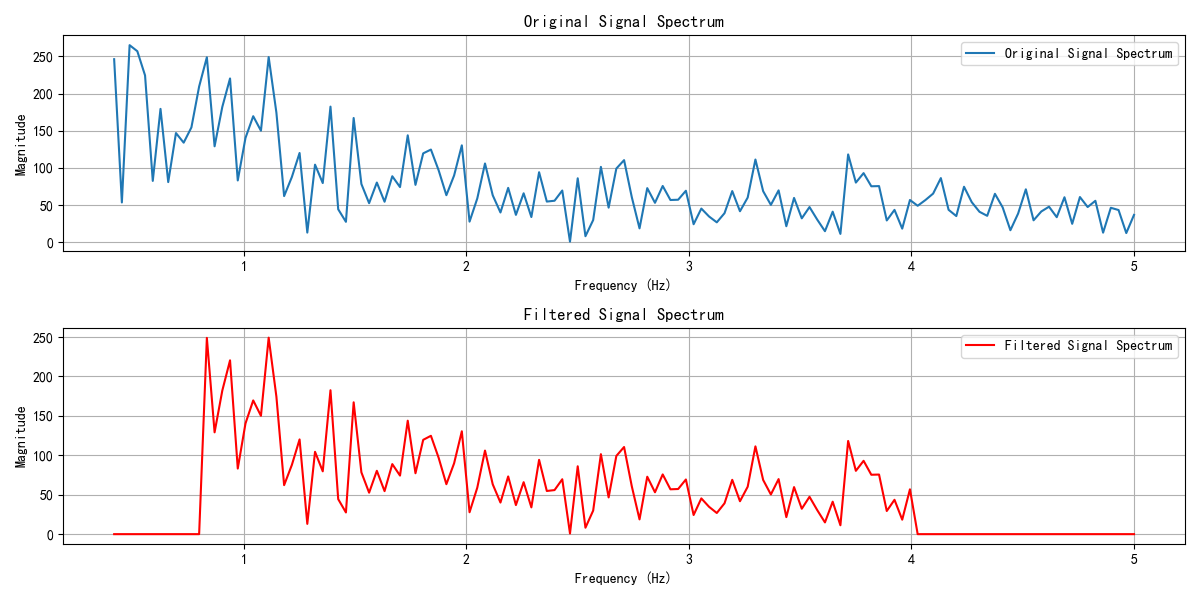 Original Signal Spectrum
Original Signal Spectrum
250
200
150
100
50
0
Magnitude
1 2 3 4 5
Frequency (Hz)
Filtered Signal Spectrum
Filtered Signal Spectrum
250
200
150
100
50
0
Magnitude
1 2 3 4 5
Frequency (Hz)